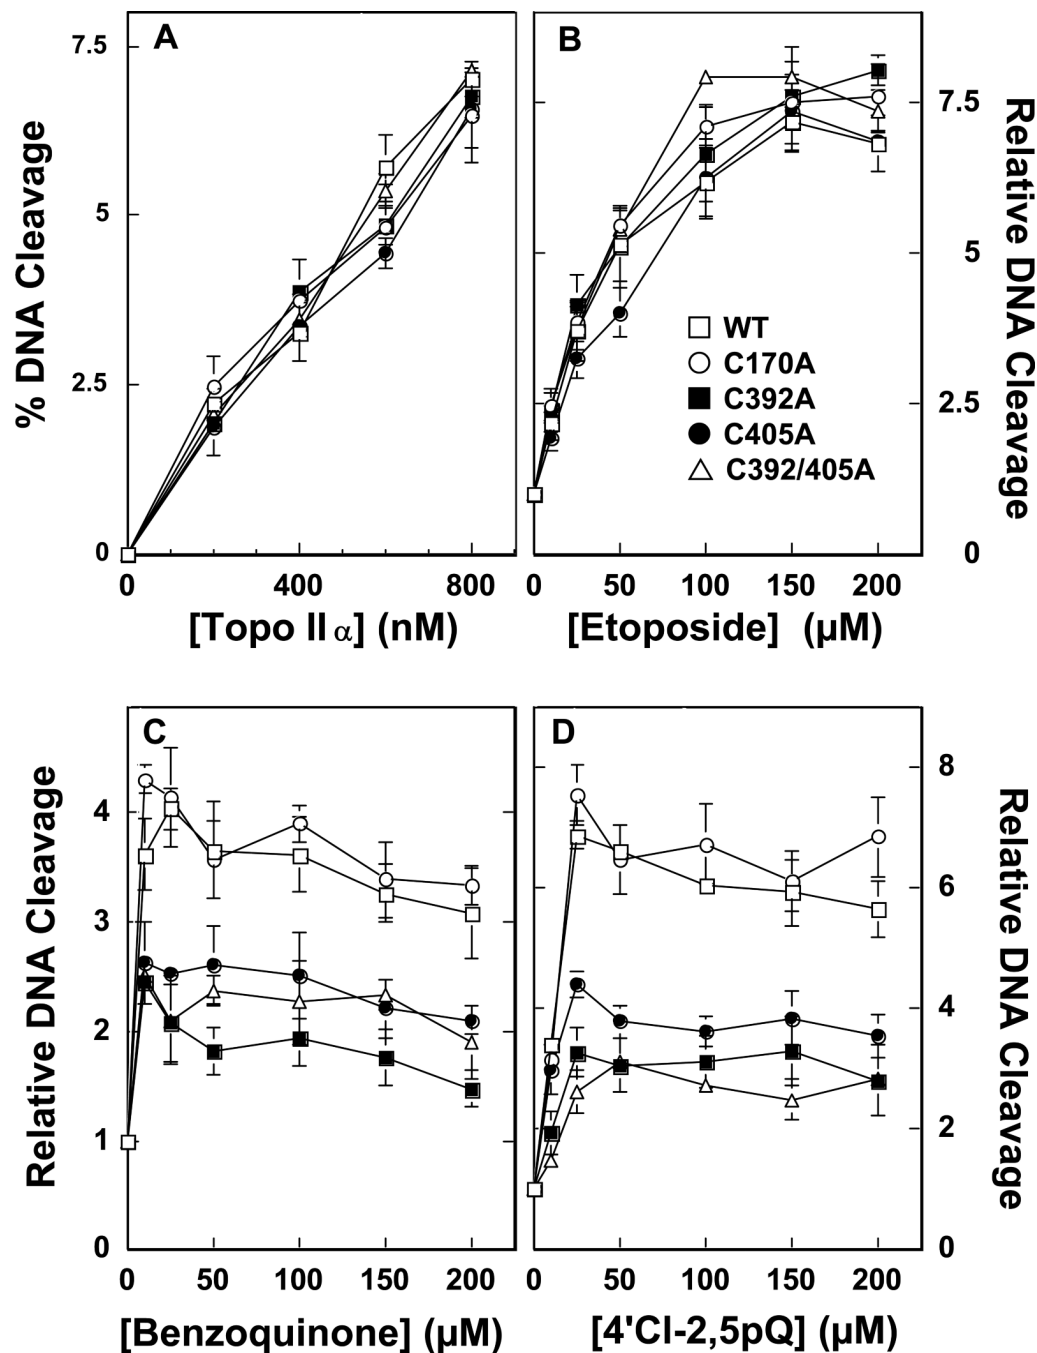 A
B
7.5
5
2.5
0
% DNA Cleavage
0 400 800
[Topo II α] (nM)
7.5
5
2.5
0
Relative DNA Cleavage
WT
C170A
C392A
C405A
C392/405A
0 50 100 150 200
[Etoposide] (μM)
C
D
4
3
2
1
0
Relative DNA Cleavage
0 50 100 150 200
[Benzoquinone] (μM)
8
6
4
2
0
Relative DNA Cleavage
0 50 100 150 200
[4'Cl-2,5pQ] (μM)